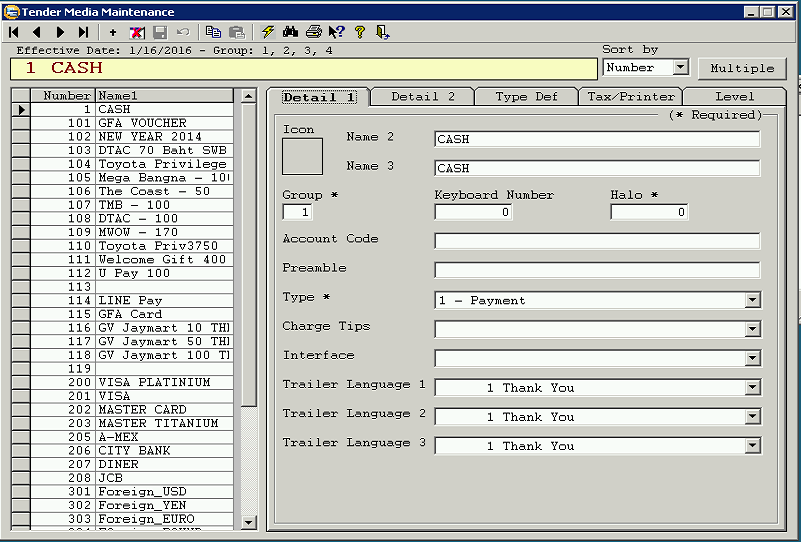 Tender Media Maintenance
Effective Date: 1/16/2016 - Group: 1, 2, 3, 4
Sort by
1 CASH
Number
Multiple
Number Name1
1 CASH
101 GFA VOUCHER
102 NEW YEAR 2014
103 DTAC 70 Baht SWB
104 Toyota Privilege
105 Mega Bangna - 10
106 The Coast - 50
107 TMB - 100
108 DTAC - 100
109 MWOW - 170
110 Toyota Priv3750
111 Welcome Gift 400
112 U Pay 100
113
114 LINE Pay
115 GFA Card
116 GV Jaymart 10 TH
117 GV Jaymart 50 TH
118 GV Jaymart 100 T
119
200 VISA PLATINIUM
201 VISA
202 MASTER CARD
203 MASTER TITANIUM
205 A-MEX
206 CITY BANK
207 DINER
208 JCB
301 Foreign_USD
302 Foreign_YEN
303 Foreign_EURO
Detail 1
Detail 2
Type Def
Tax/Printer
Level
(* Required)
Icon
Name 2 CASH
Name 3 CASH
Group * Keyboard Number Halo *
1 0 0
Account Code
Preamble
Type * 1 - Payment
Charge Tips
Interface
Trailer Language 1 1 Thank You
Trailer Language 2 1 Thank You
Trailer Language 3 1 Thank You